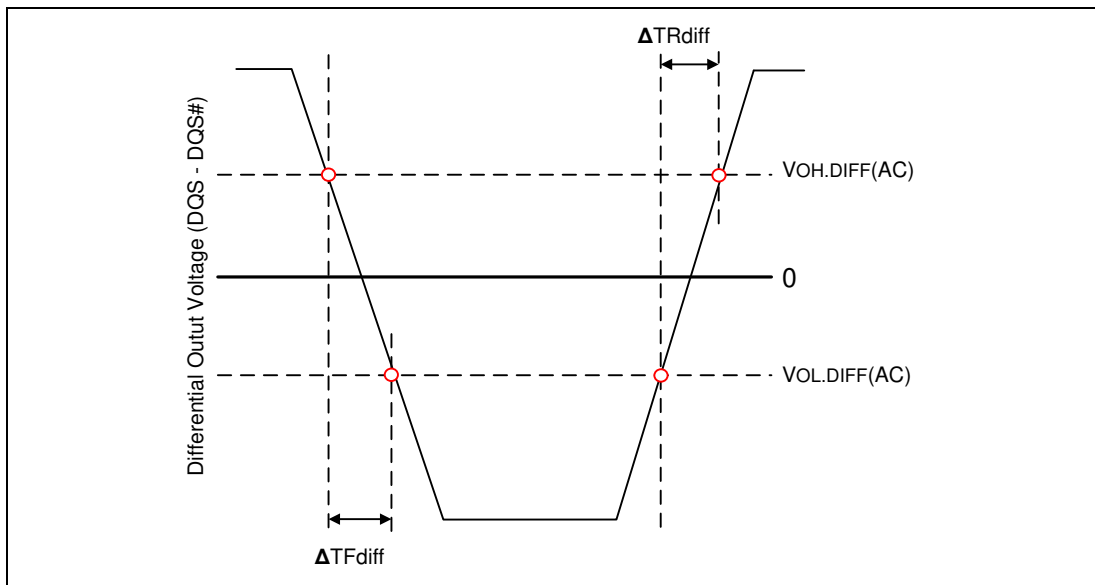 ΔTRdiff
Differential Outut Voltage (DQS - DQS#)
VOH.DIFF(AC)
0
VOL.DIFF(AC)
ΔTFdiff